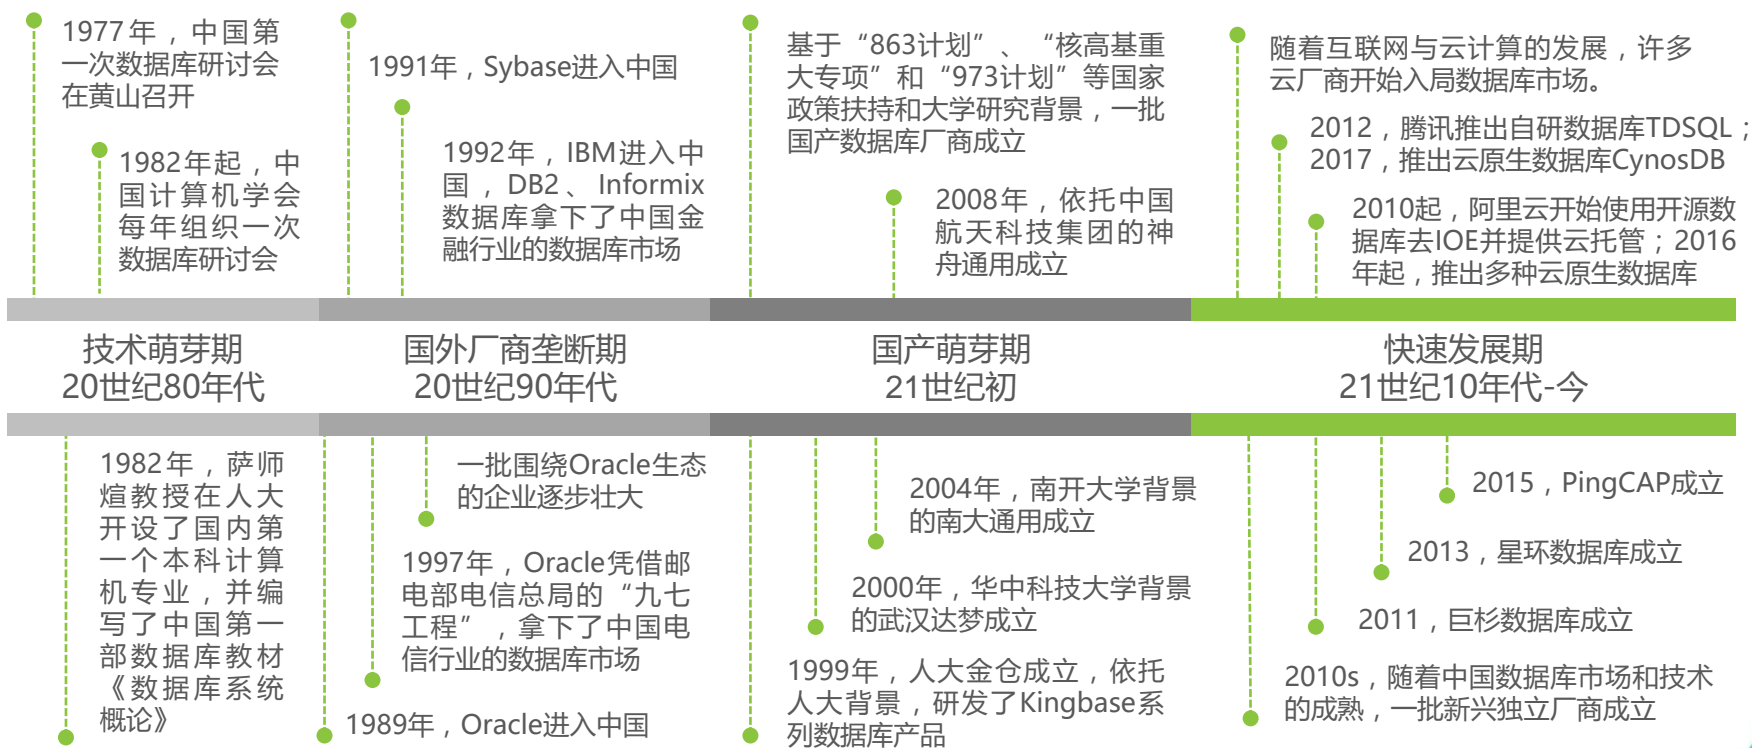 1977年，中国第
一次数据库研讨会
在黄山召开
1982年起，中
国计算机学会
每年组织一次
数据库研讨会
1991年，Sybase进入中国
1992年，IBM进入中
国，DB2、Informix
数据库拿下了中国金
融行业的数据库市场
基于“863计划”、“核高基重
大专项”和“973计划”等国家
政策扶持和大学研究背景，一批
国产数据库厂商成立
2008年，依托中国
航天科技集团的神
舟通用成立
随着互联网与云计算的发展，许多
云厂商开始入局数据库市场。
2012，腾讯推出自研数据库TDSQL；
2017，推出云原生数据库CynosDB
2010起，阿里云开始使用开源数
据库去IOE并提供云托管；2016
年起，推出多种云原生数据库
技术萌芽期
20世纪80年代
国外厂商垄断期
20世纪90年代
国产萌芽期
21世纪初
快速发展期
21世纪10年代-今
1982年，萨师
煊教授在人大
开设了国内第
一个本科计算
机专业，并编
写了中国第一
部数据库教材
《数据库系统
概论》
一批围绕Oracle生态
的企业逐步壮大
1997年，Oracle凭借邮
电部电信总局的“九七
工程”，拿下了中国电
信行业的数据库市场
1989年，Oracle进入中国
2004年，南开大学背景
的南大通用成立
2000年，华中科技大学背景
的武汉达梦成立
1999年，人大金仓成立，依托
人大背景，研发了Kingbase系
列数据库产品
2015，PingCAP成立
2013，星环数据库成立
2011，巨杉数据库成立
2010s，随着中国数据库市场和技术
的成熟，一批新兴独立厂商成立